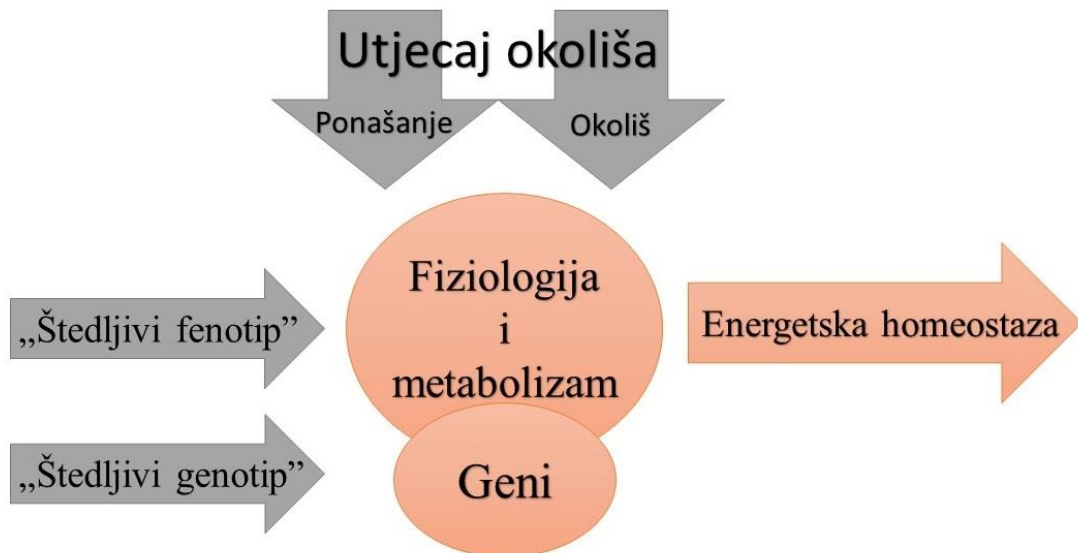 Utjecaj okoliša
Ponašanje
Okoliš
Fiziologija
i
metabolizam
„Štedljivi fenotip”
Energetska homeostaza
„Štedljivi genotip”
Geni